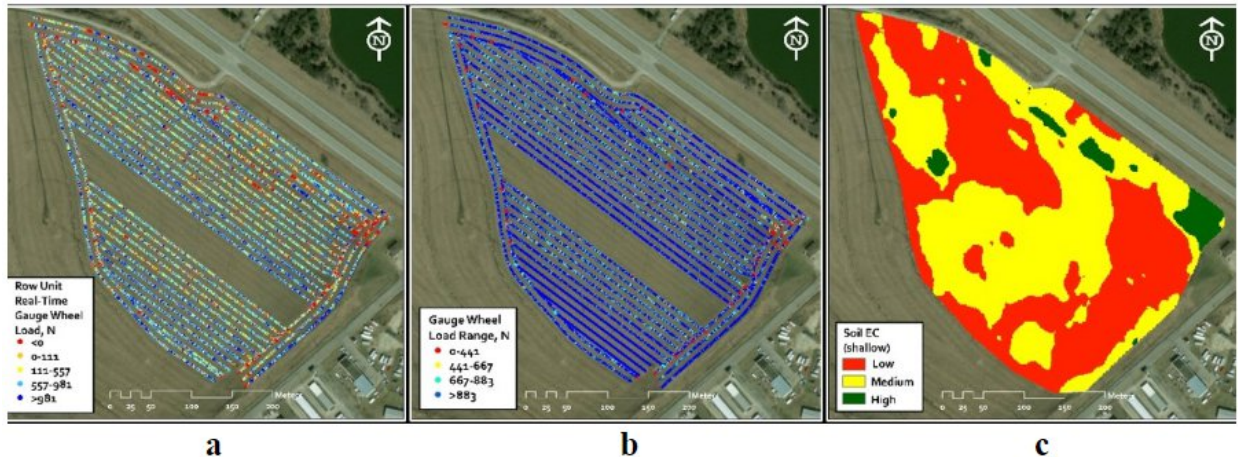 N
Row Unit
Real-Time
Gauge Wheel
Load, N
<0
0-111
111-557
557-981
>981
Meters
0 25 50 100 150 200
a
N
Gauge Wheel
Load Range, N
0-441
441-667
667-883
>883
Meters
0 25 50 100 150 200
b
N
Soil EC
(shallow)
Low
Medium
High
Meters
0 25 50 100 150 200
c